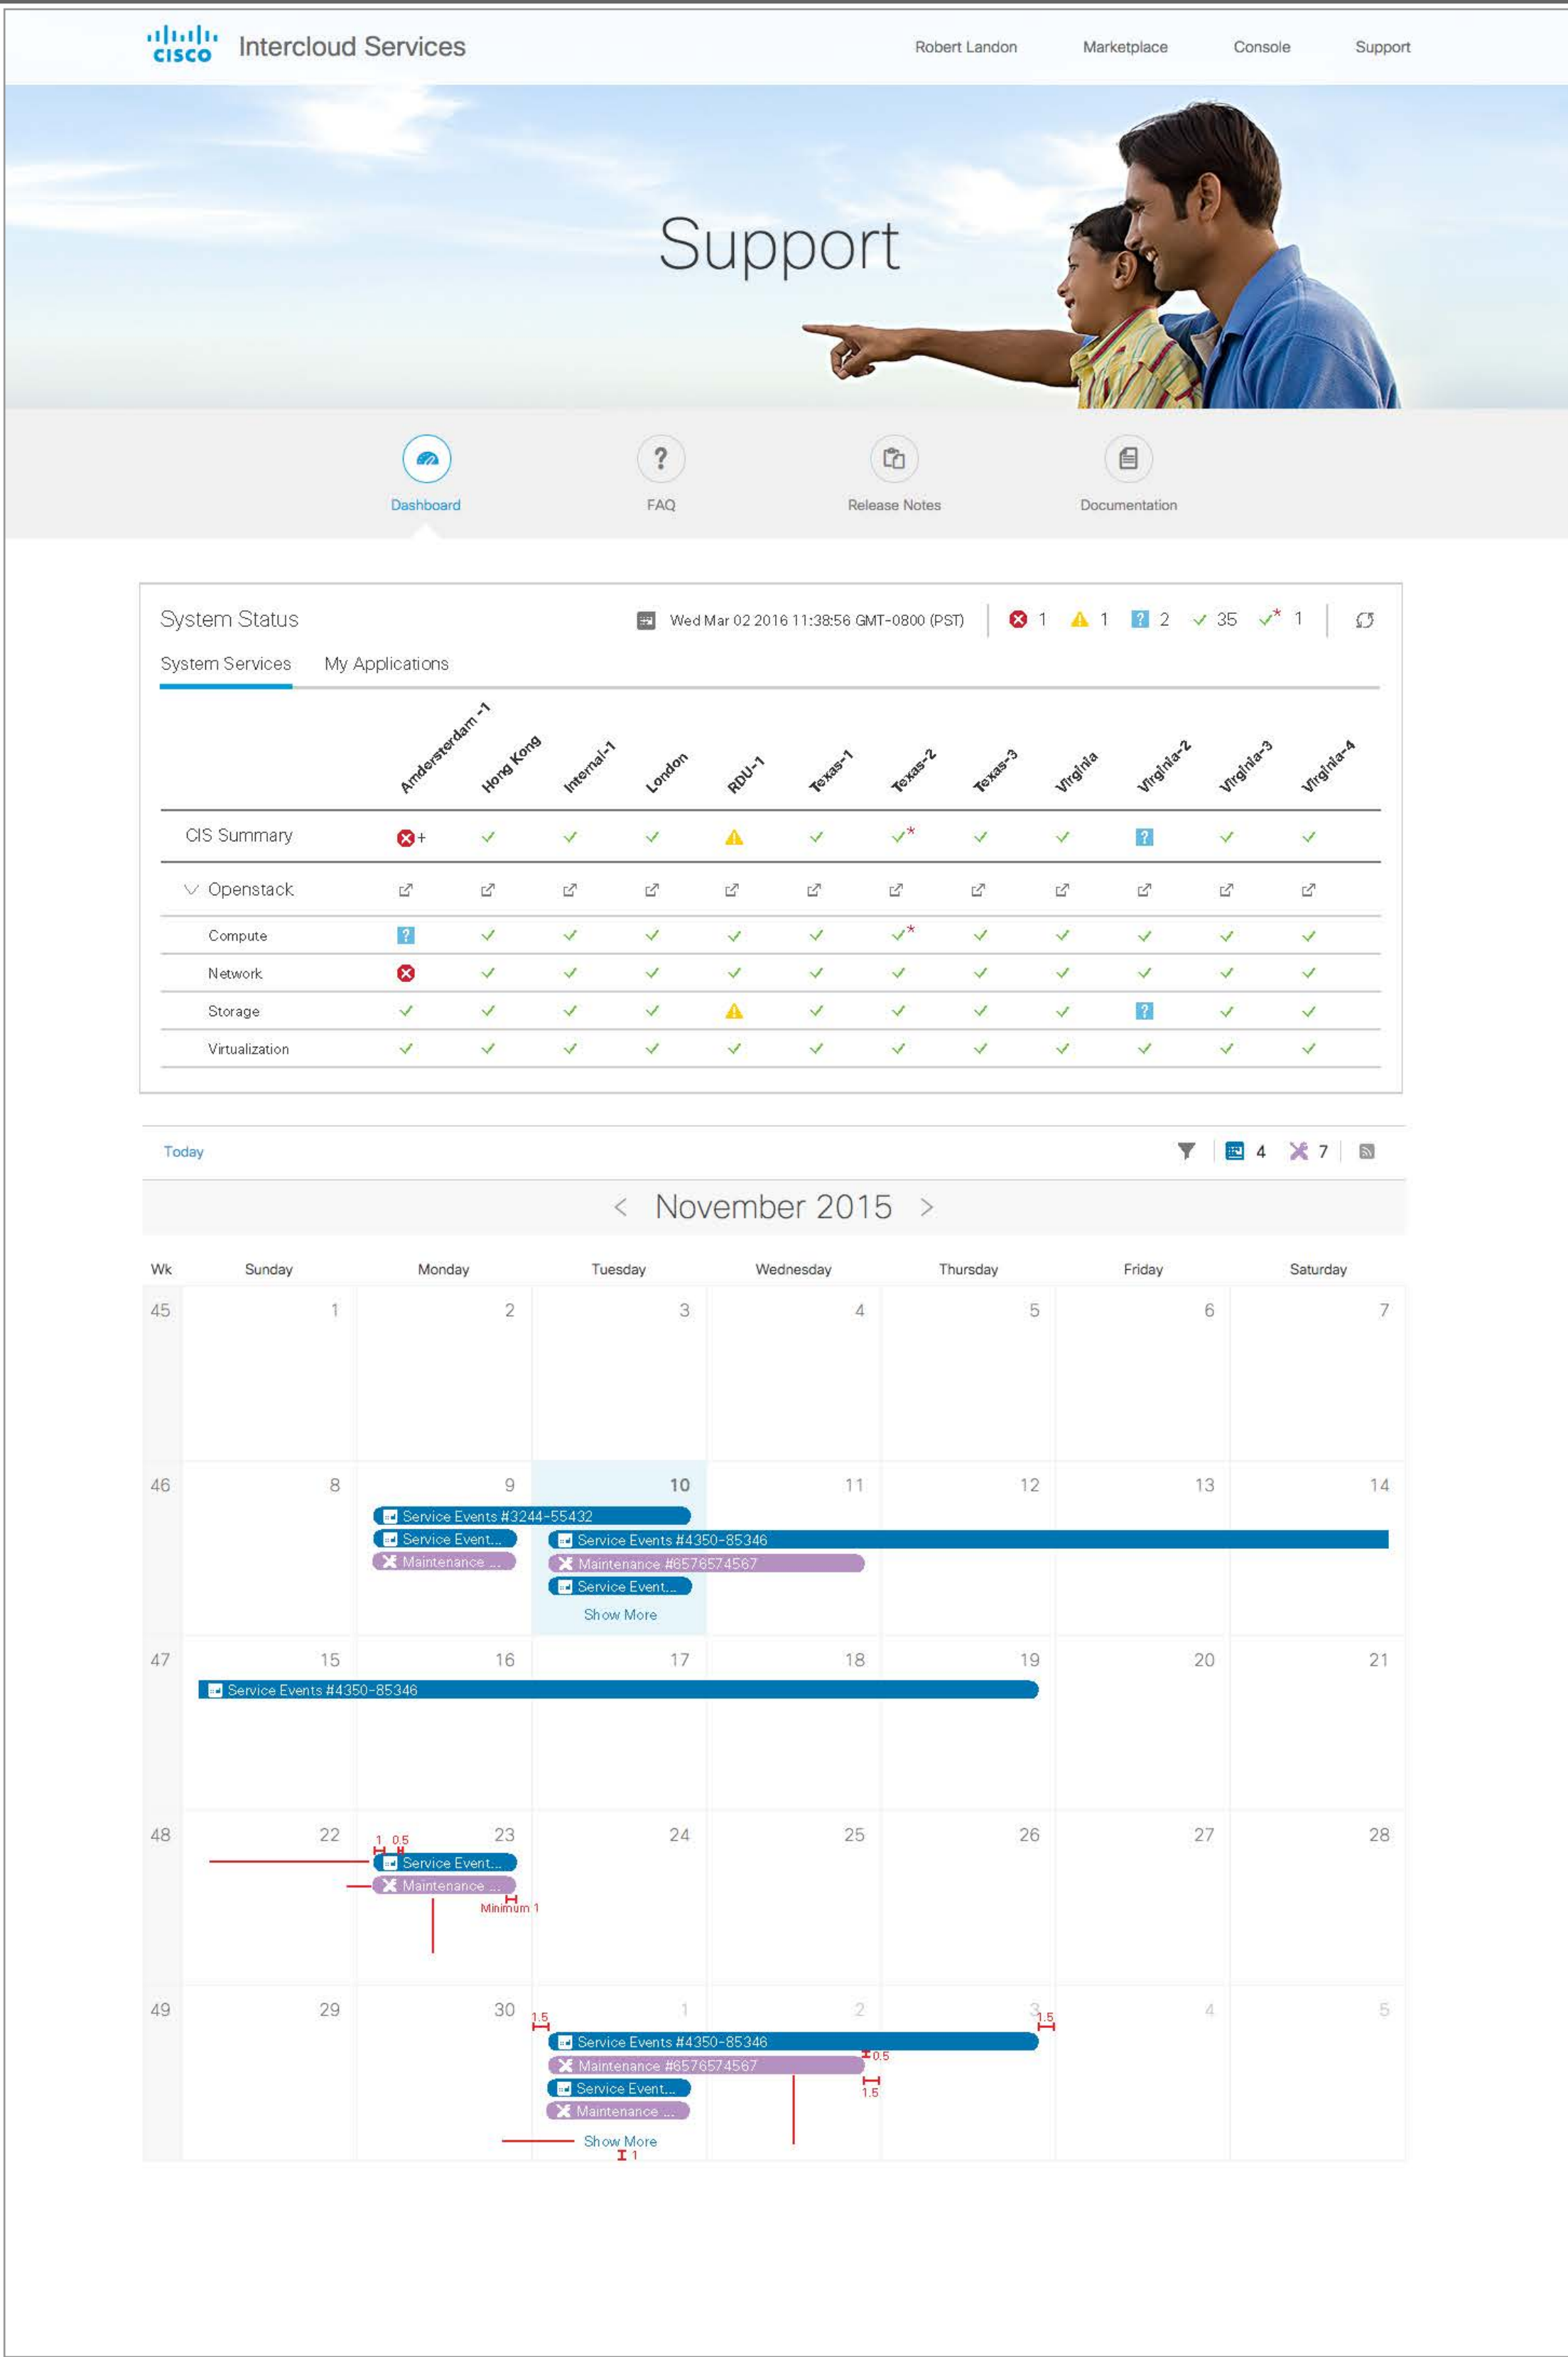 CISCO Intercloud Services Robert Landon Marketplace Console Support
Support
Dashboard FAQ Release Notes Documentation
System Status Wed Mar 02 2016 11:38:56 GMT-0800 (PST) 1 1 ? 2 35 * 1
System Services My Applications
Amdersterdam -1 Hong Kong Internal-1 London RDU-1 Texas-1 Texas-2 Texas-3 Virginia Virginia-2 Virginia-3 Virginia-4
CIS Summary + * ?
Openstack
Compute ? *
Network
Storage ?
Virtualization
Today 4 7
< November 2015 >
Wk Sunday Monday Tuesday Wednesday Thursday Friday Saturday
45 1 2 3 4 5 6 7
46 8 9 10 11 12 13 14
Service Events #3244-55432
Service Event... Service Events #4350-85346
Maintenance ... Maintenance #6576574567
Service Event...
Show More
47 15 16 17 18 19 20 21
Service Events #4350-85346
48 22 23 24 25 26 27 28
1 0.5
Service Event...
Maintenance ...
Minimum 1
49 29 30 1 2 3 4 5
1.5 1.5
Service Events #4350-85346
Maintenance #6576574567 0.5
Service Event... 1.5
Maintenance ...
Show More
1